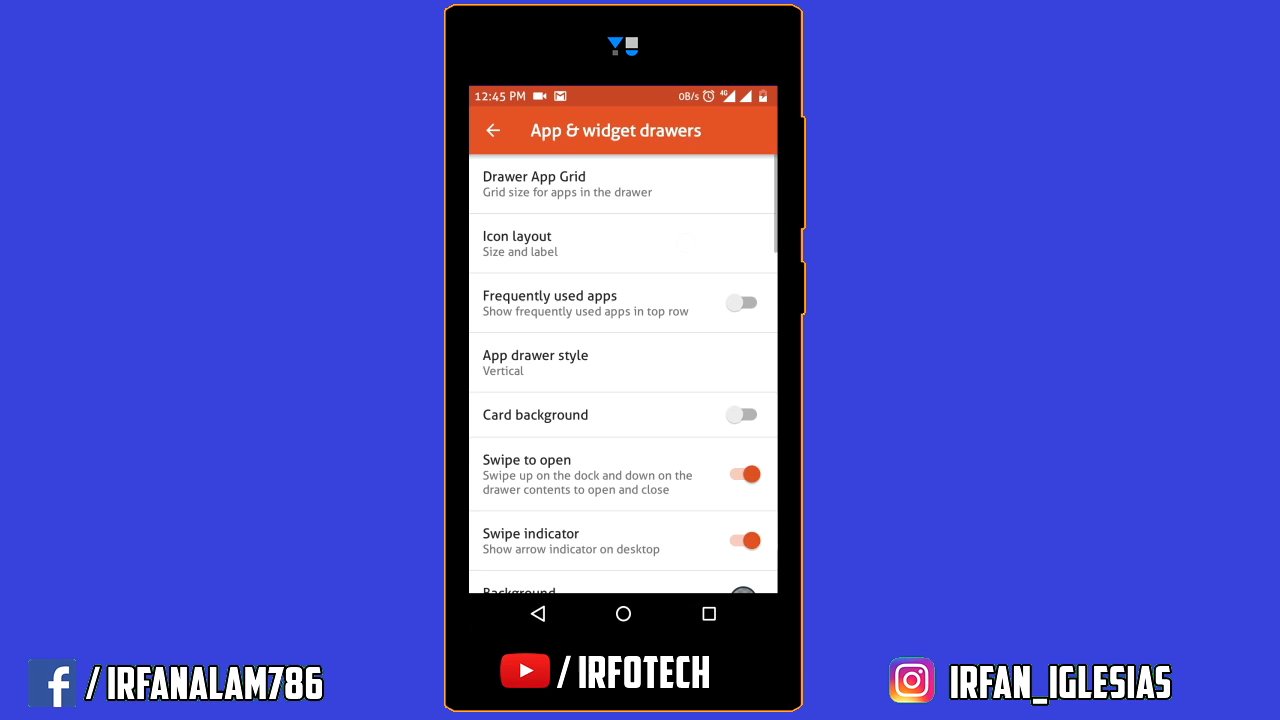 12:45 PM 0B/s 4G
App & widget drawers
Drawer App Grid
Grid size for apps in the drawer
Icon layout
Size and label
Frequently used apps
Show frequently used apps in top row
App drawer style
Vertical
Card background
Swipe to open
Swipe up on the dock and down on the
drawer contents to open and close
Swipe indicator
Show arrow indicator on desktop
Background
f / IRFANALAM786
/ IRFOTECH
IRFAN_IGLESIAS